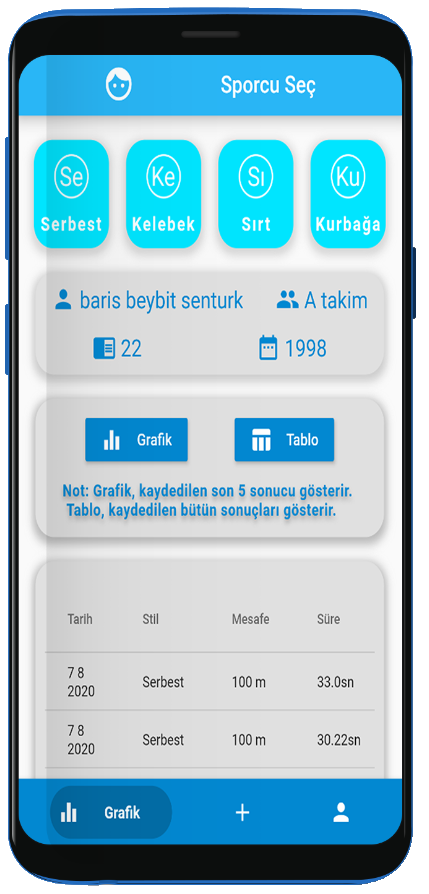 Sporcu Seç
Se Ke Sı Ku
Serbest Kelebek Sırt Kurbağa
baris beybit senturk A takim
22 1998
Grafik Tablo
Not: Grafik, kaydedilen son 5 sonucu gösterir.
Tablo, kaydedilen bütün sonuçları gösterir.
Tarih Stil Mesafe Süre
7 8
2020 Serbest 100 m 33.0sn
7 8
2020 Serbest 100 m 30.22sn
Grafik